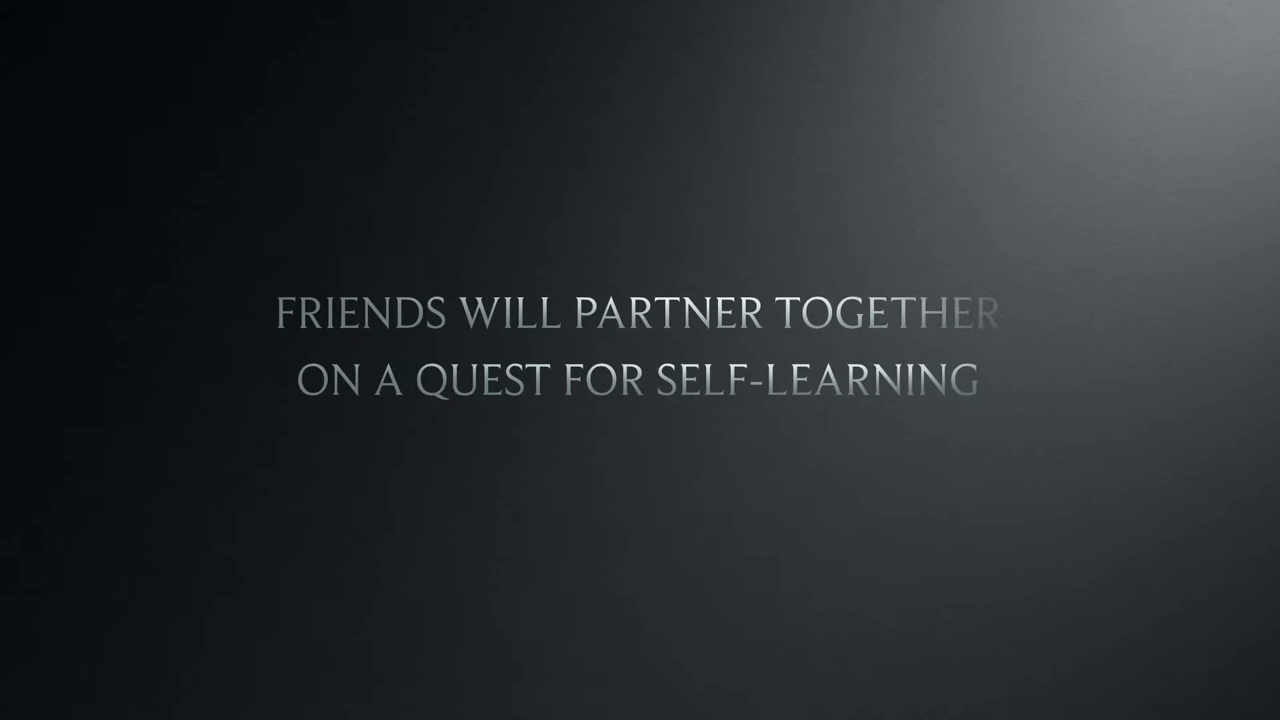 FRIENDS WILL PARTNER TOGETHER
ON A QUEST FOR SELF-LEARNING